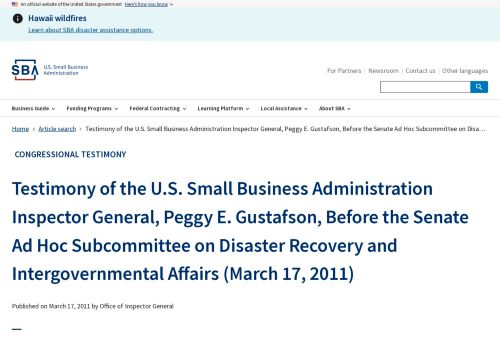 An official website of the United States government Here's how you know
Hawaii wildfires
Learn about SBA disaster assistance options.
SBA U.S. Small Business
Administration
For Partners | Newsroom | Contact us | Other languages
Business Guide Funding Programs Federal Contracting Learning Platform Local Assistance About SBA
Home > Article search > Testimony of the U.S. Small Business Administration Inspector General, Peggy E. Gustafson, Before the Senate Ad Hoc Subcommittee on Disa…
CONGRESSIONAL TESTIMONY
Testimony of the U.S. Small Business Administration
Inspector General, Peggy E. Gustafson, Before the Senate
Ad Hoc Subcommittee on Disaster Recovery and
Intergovernmental Affairs (March 17, 2011)
Published on March 17, 2011 by Office of Inspector General